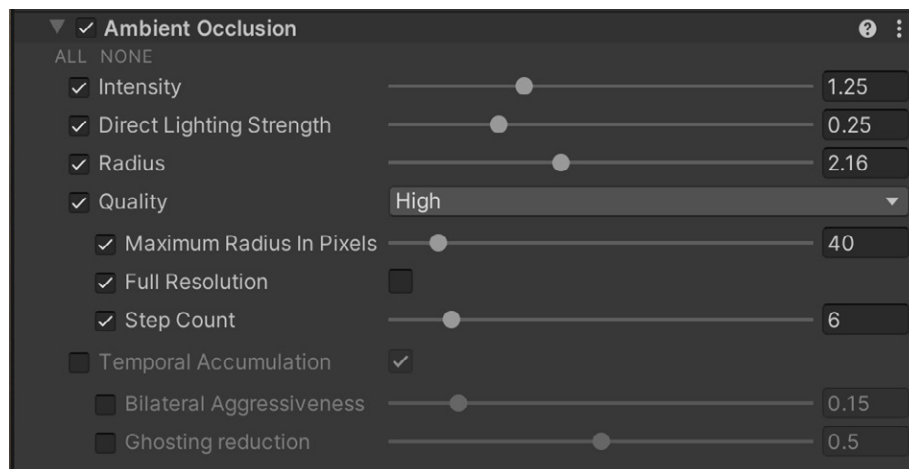 Ambient Occlusion
ALL NONE
Intensity 1.25
Direct Lighting Strength 0.25
Radius 2.16
Quality High
Maximum Radius In Pixels 40
Full Resolution
Step Count 6
Temporal Accumulation
Bilateral Aggressiveness 0.15
Ghosting reduction 0.5